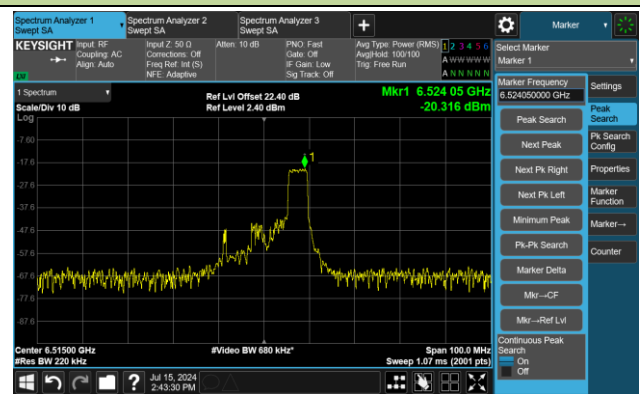 Spectrum Analyzer 1
Swept SA
Spectrum Analyzer 2
Swept SA
Spectrum Analyzer 3
Swept SA
Marker
KEYSIGHT
Input: RF
Coupling: AC
Align: Auto
Input Z: 50 Ω
Corrections: Off
Freq Ref: Int (S)
NFE: Adaptive
Atten: 10 dB
PNO: Fast
Gate: Off
IF Gain: Low
Sig Track: Off
Avg Type: Power (RMS)
Avg|Hold: 100/100
Trig: Free Run
1 2 3 4 5 6
A W W W W W
A N N N N N
LV
Select Marker
Marker 1
1 Spectrum
Scale/Div 10 dB
Log
Ref Lvl Offset 22.40 dB
Ref Level 2.40 dBm
Mkr1 6.524 05 GHz
-20.316 dBm
-7.60
-17.6
-27.6
-37.6
-47.6
-57.6
-67.6
-77.6
-87.6
1
Center 6.51500 GHz
#Res BW 220 kHz
#Video BW 680 kHz*
Span 100.0 MHz
Sweep 1.07 ms (2001 pts)
Marker Frequency
6.524050000 GHz
Peak Search
Next Peak
Next Pk Right
Next Pk Left
Minimum Peak
Pk-Pk Search
Marker Delta
Mkr→CF
Mkr→Ref Lvl
Continuous Peak
Search
On
Off
Settings
Peak
Search
Pk Search
Config
Properties
Marker
Function
Marker→
Counter
?
Jul 15, 2024
2:43:30 PM